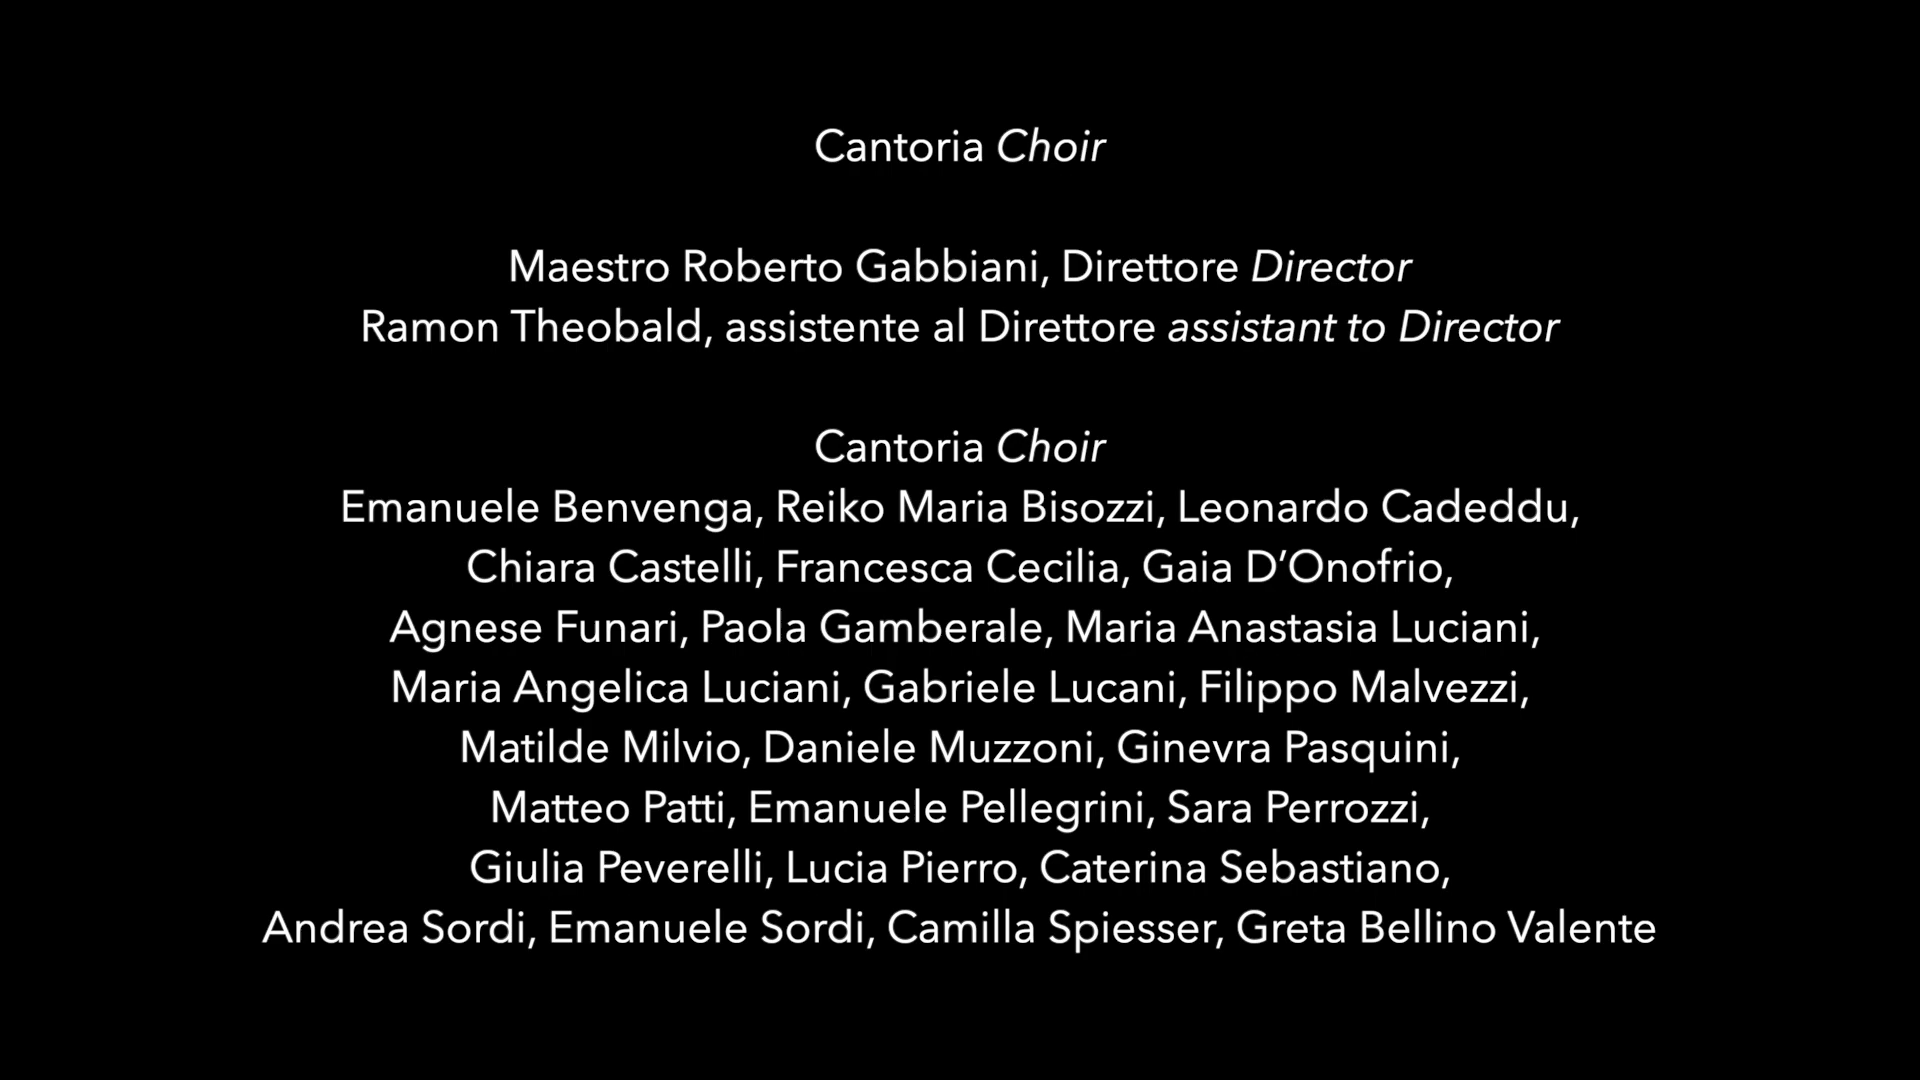 Cantoria Choir
Maestro Roberto Gabbiani, Direttore Director
Ramon Theobald, assistente al Direttore assistant to Director
Cantoria Choir
Emanuele Benvenga, Reiko Maria Bisozzi, Leonardo Cadeddu,
Chiara Castelli, Francesca Cecilia, Gaia D’Onofrio,
Agnese Funari, Paola Gamberale, Maria Anastasia Luciani,
Maria Angelica Luciani, Gabriele Lucani, Filippo Malvezzi,
Matilde Milvio, Daniele Muzzoni, Ginevra Pasquini,
Matteo Patti, Emanuele Pellegrini, Sara Perrozzi,
Giulia Peverelli, Lucia Pierro, Caterina Sebastiano,
Andrea Sordi, Emanuele Sordi, Camilla Spiesser, Greta Bellino Valente